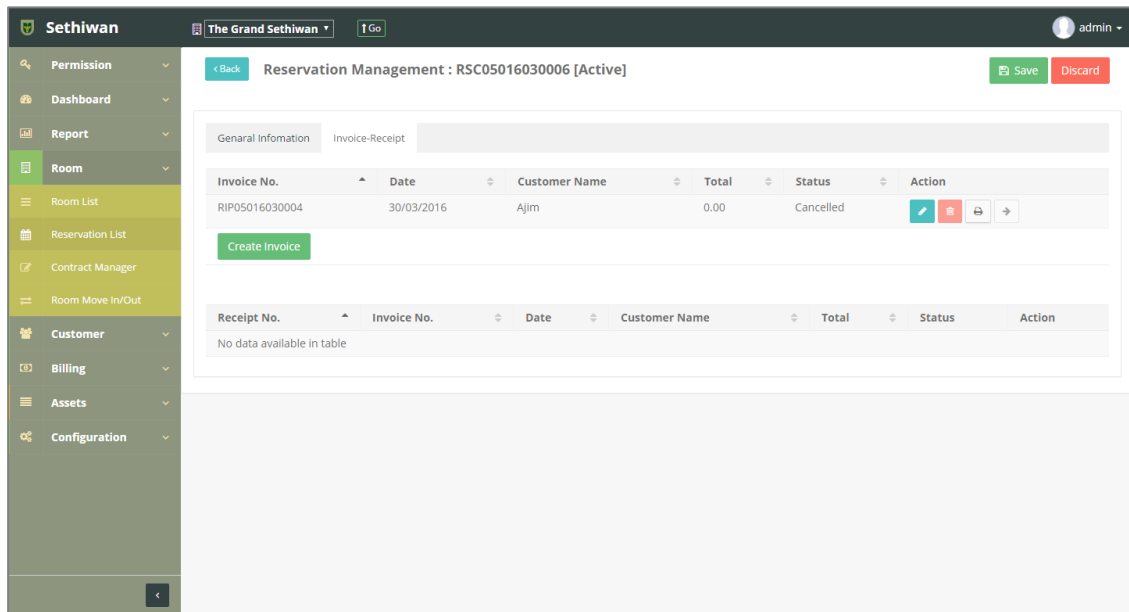 Sethiwan The Grand Sethiwan Go admin
Permission
Dashboard
Report
Room
Room List
Reservation List
Contract Manager
Room Move In/Out
Customer
Billing
Assets
Configuration
Back Reservation Management : RSC05016030006 [Active] Save Discard
Genaral Infomation Invoice-Receipt
Invoice No. Date Customer Name Total Status Action
RIP05016030004 30/03/2016 Ajim 0.00 Cancelled
Create Invoice
Receipt No. Invoice No. Date Customer Name Total Status Action
No data available in table